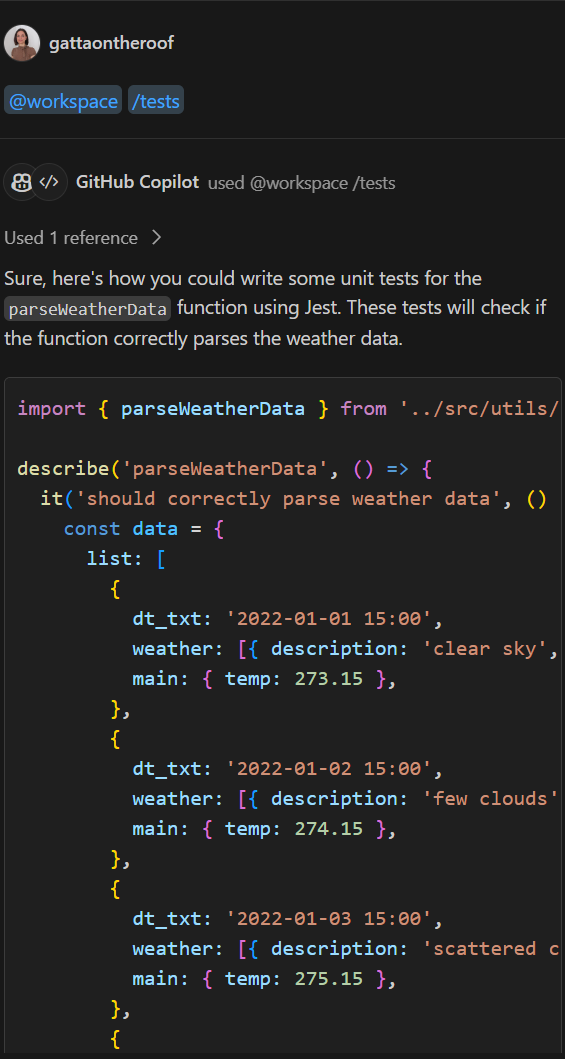 gattaontheroof
@workspace /tests
GitHub Copilot used @workspace /tests
Used 1 reference
Sure, here's how you could write some unit tests for the
parseWeatherData function using Jest. These tests will check if
the function correctly parses the weather data.
import { parseWeatherData } from '../src/utils/
describe('parseWeatherData', () => {
it('should correctly parse weather data', ()
const data = {
list: [
{
dt_txt: '2022-01-01 15:00',
weather: [{ description: 'clear sky',
main: { temp: 273.15 },
},
{
dt_txt: '2022-01-02 15:00',
weather: [{ description: 'few clouds'
main: { temp: 274.15 },
},
{
dt_txt: '2022-01-03 15:00',
weather: [{ description: 'scattered c
main: { temp: 275.15 },
},
{